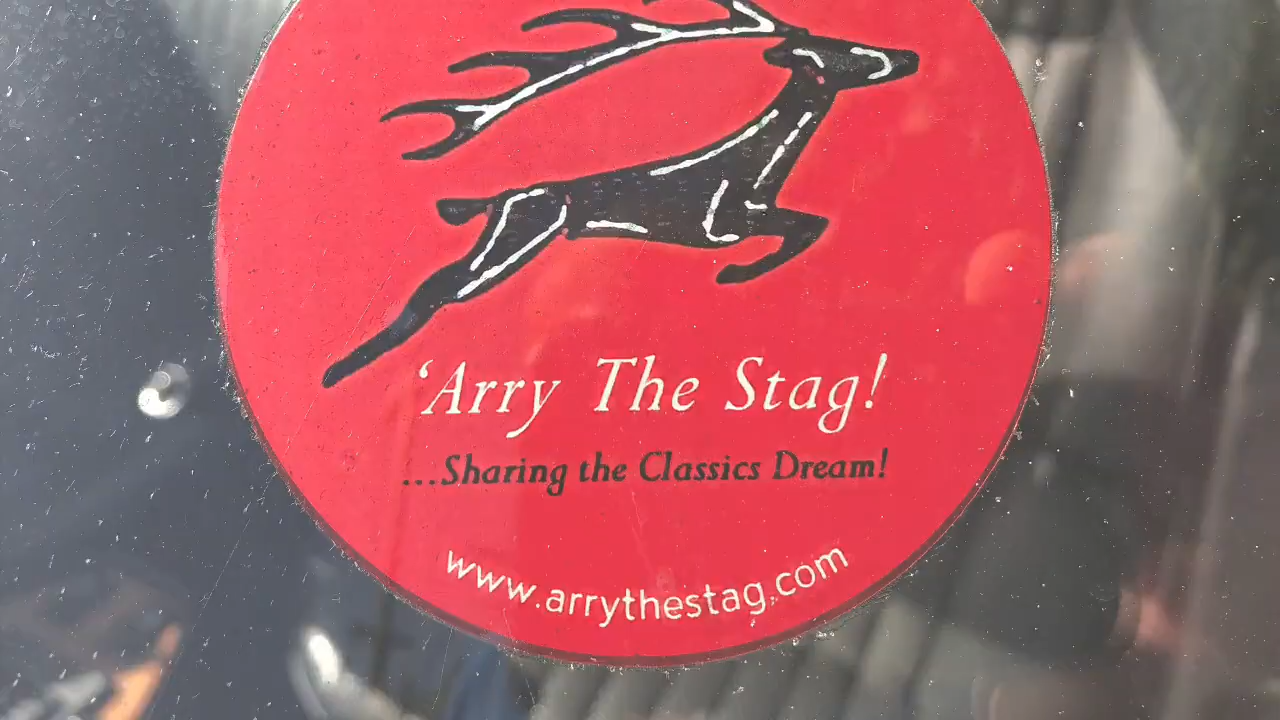 ‘Arry The Stag!
...Sharing the Classics Dream!
www.arrythestag.com